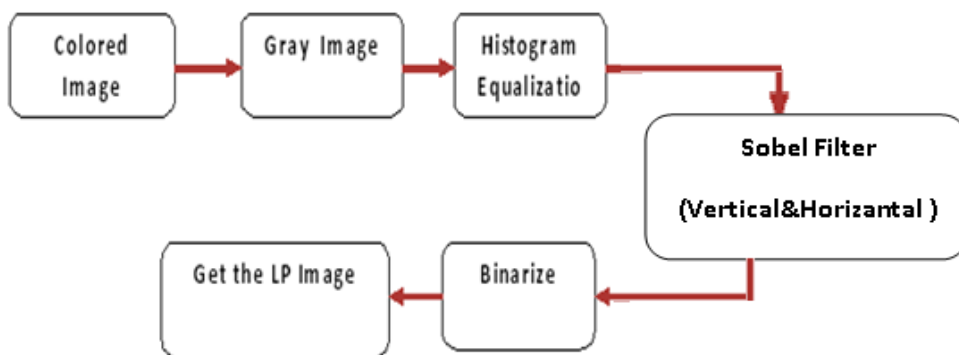 Colored
Image
Gray Image
Histogram
Equalizatio
Sobel Filter
(Vertical&Horizantal )
Binarize
Get the LP Image